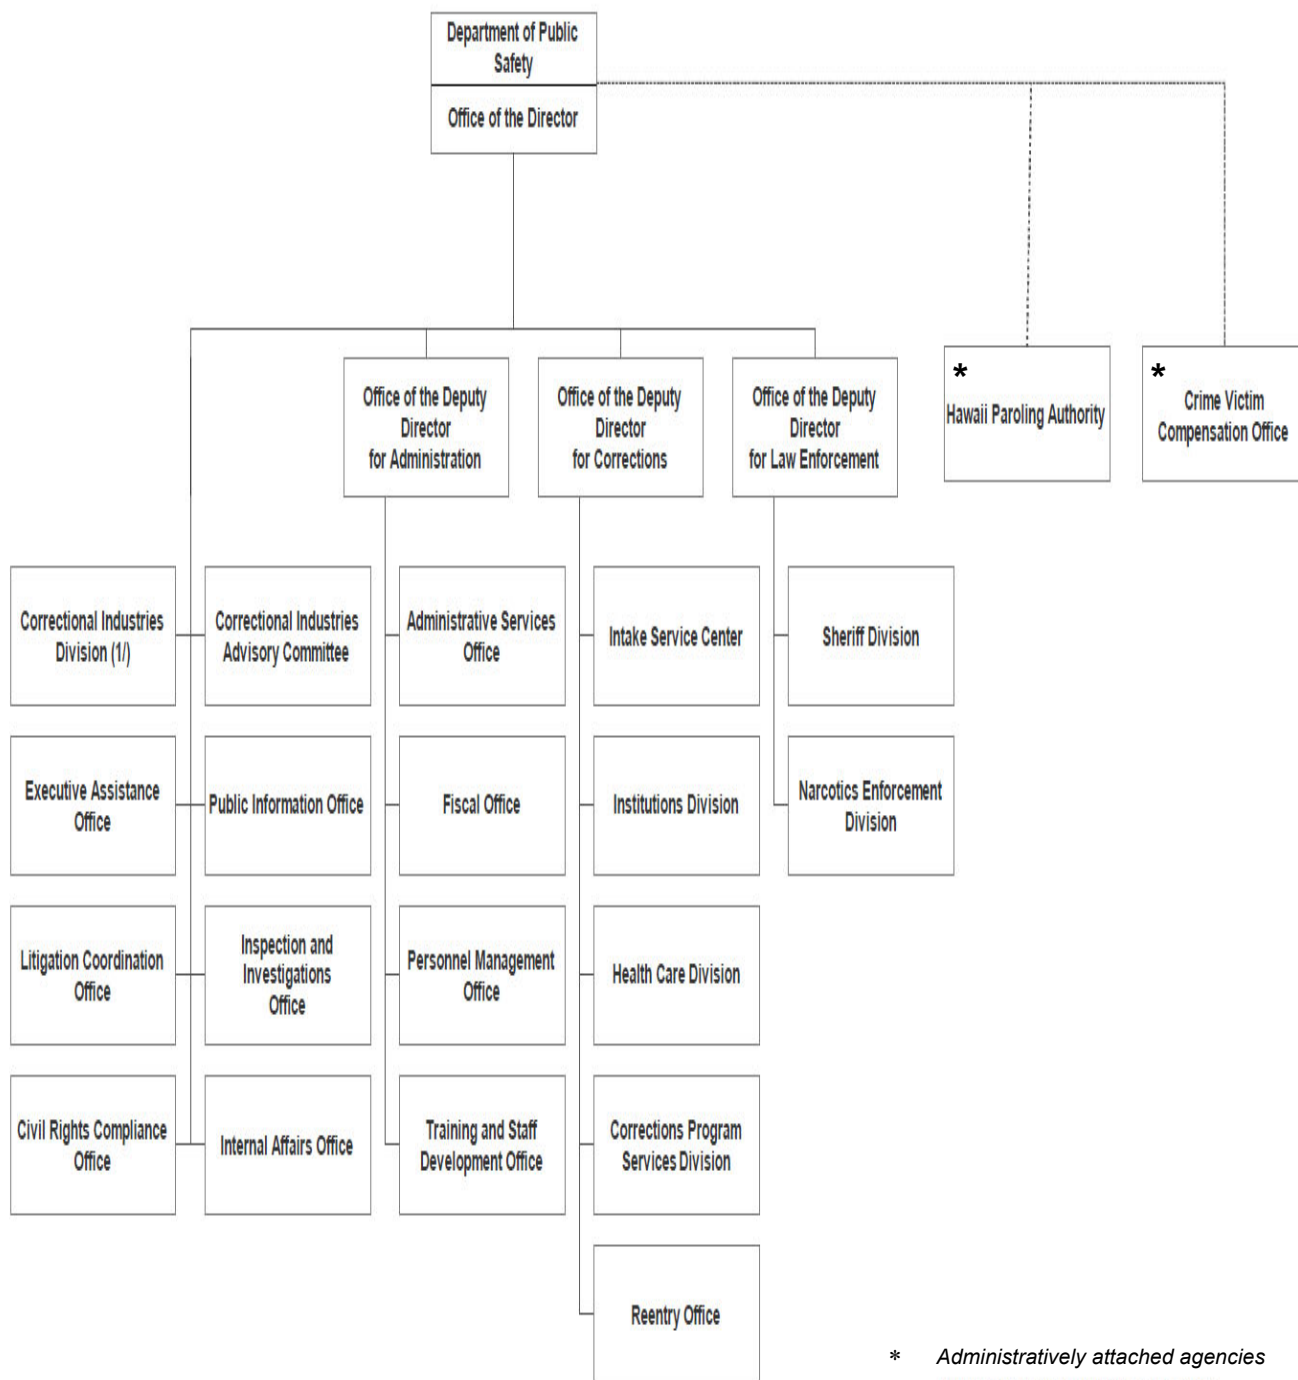 Department of Public
Safety
Office of the Director
Office of the Deputy
Director
for Administration
Office of the Deputy
Director
for Corrections
Office of the Deputy
Director
for Law Enforcement
*
Hawaii Paroling Authority
*
Crime Victim
Compensation Office
Correctional Industries
Division (1/)
Correctional Industries
Advisory Committee
Administrative Services
Office
Intake Service Center
Sheriff Division
Executive Assistance
Office
Public Information Office
Fiscal Office
Institutions Division
Narcotics Enforcement
Division
Litigation Coordination
Office
Inspection and
Investigations
Office
Personnel Management
Office
Health Care Division
Civil Rights Compliance
Office
Internal Affairs Office
Training and Staff
Development Office
Corrections Program
Services Division
Reentry Office
* Administratively attached agencies